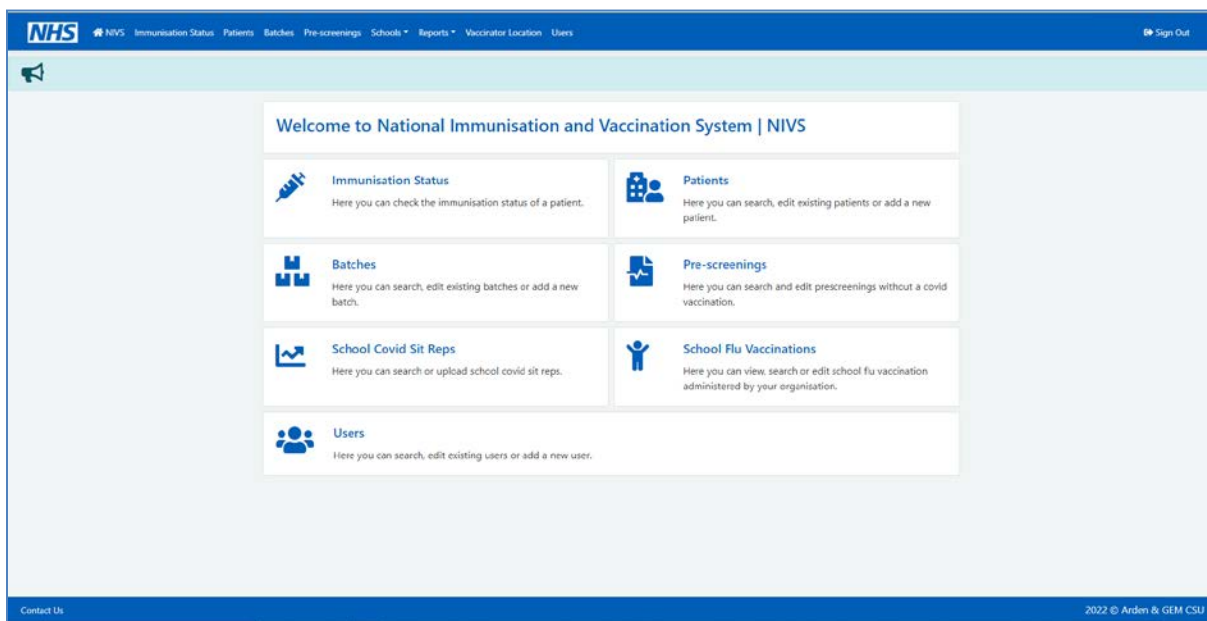 NHS NIVS Immunisation Status Patients Batches Pre-screenings Schools Reports Vaccinator Location Users Sign Out
Welcome to National Immunisation and Vaccination System | NIVS
Immunisation Status
Here you can check the immunisation status of a patient.
Patients
Here you can search, edit existing patients or add a new
patient.
Batches
Here you can search, edit existing batches or add a new
batch.
Pre-screenings
Here you can search and edit prescreenings without a covid
vaccination.
School Covid Sit Reps
Here you can search or upload school covid sit reps.
School Flu Vaccinations
Here you can view, search or edit school flu vaccination
administered by your organisation.
Users
Here you can search, edit existing users or add a new user.
Contact Us 2022 © Arden & GEM CSU